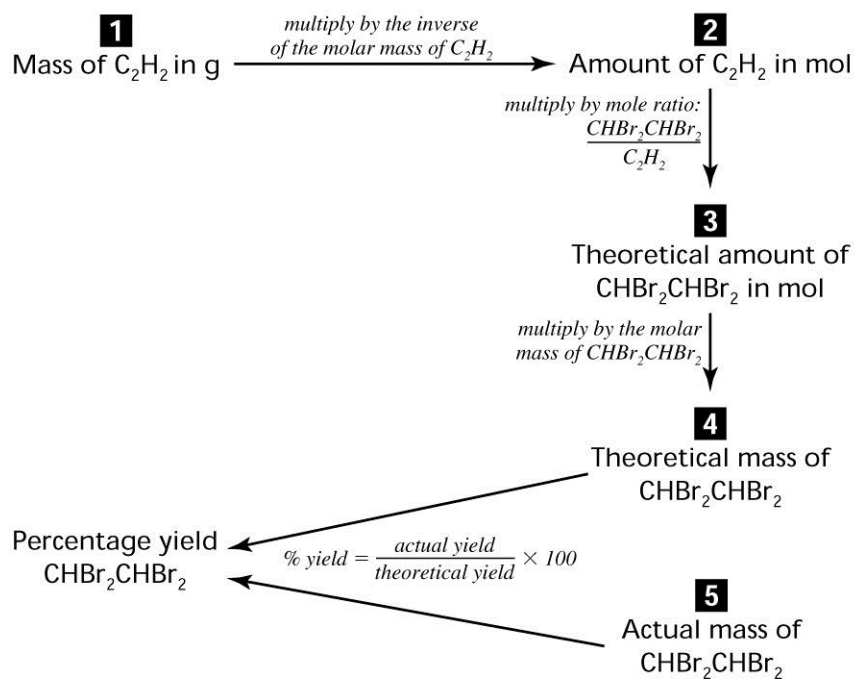 1
Mass of C₂H₂ in g
multiply by the inverse
of the molar mass of C₂H₂
2
Amount of C₂H₂ in mol
multiply by mole ratio:
CHBr₂CHBr₂
C₂H₂
3
Theoretical amount of
CHBr₂CHBr₂ in mol
multiply by the molar
mass of CHBr₂CHBr₂
4
Theoretical mass of
CHBr₂CHBr₂
Percentage yield
CHBr₂CHBr₂
% yield = actual yield / theoretical yield × 100
5
Actual mass of
CHBr₂CHBr₂